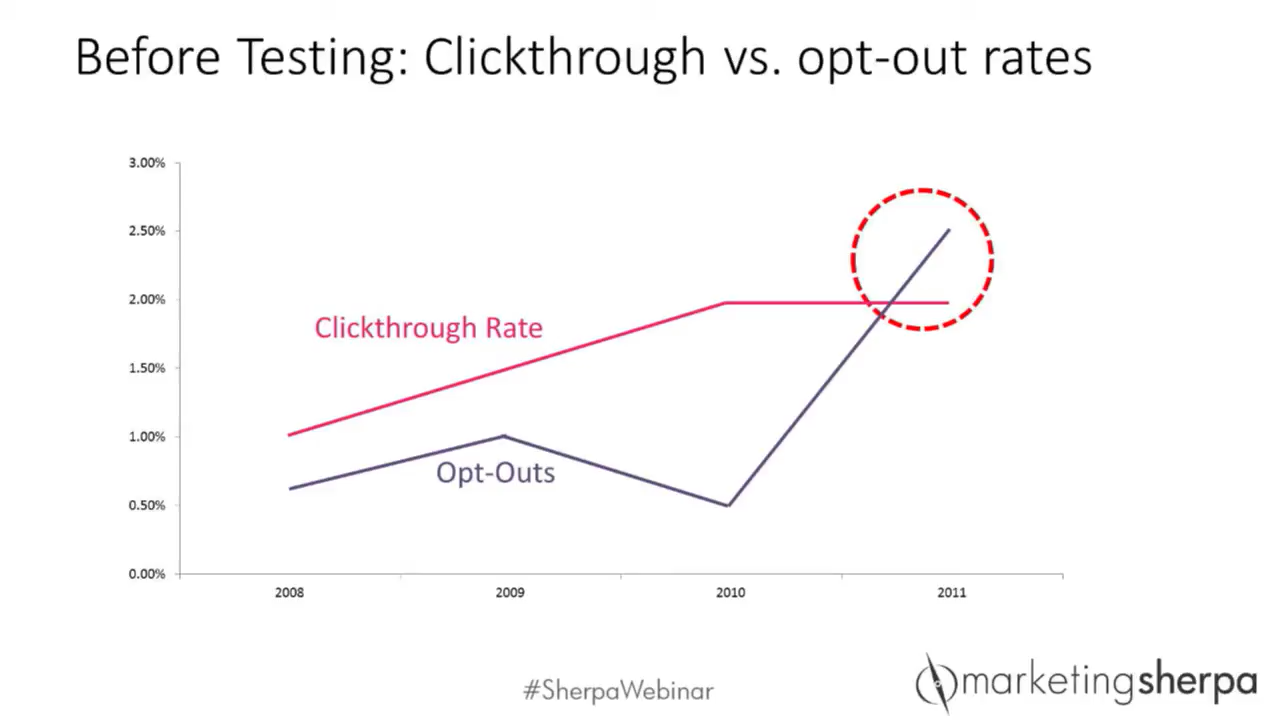 Before Testing: Clickthrough vs. opt-out rates
3.00%
2.50%
2.00%
1.50%
1.00%
0.50%
0.00%
Clickthrough Rate
Opt-Outs
2008 2009 2010 2011
#SherpaWebinar
marketingsherpa